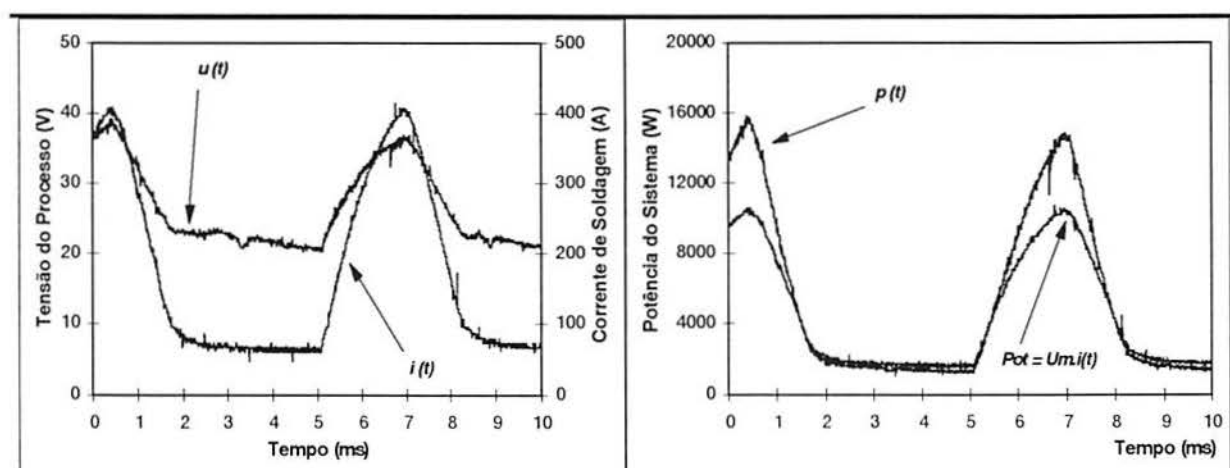 Tensão do Processo (V)
50
40
30
20
10
0
u (t)
i (t)
0 1 2 3 4 5 6 7 8 9 10
Tempo (ms)
500
400
300
200
100
0
Corrente de Soldagem (A)
Potência do Sistema (W)
20000
16000
12000
8000
4000
0
p (t)
Pot = Um.i(t)
0 1 2 3 4 5 6 7 8 9 10
Tempo (ms)